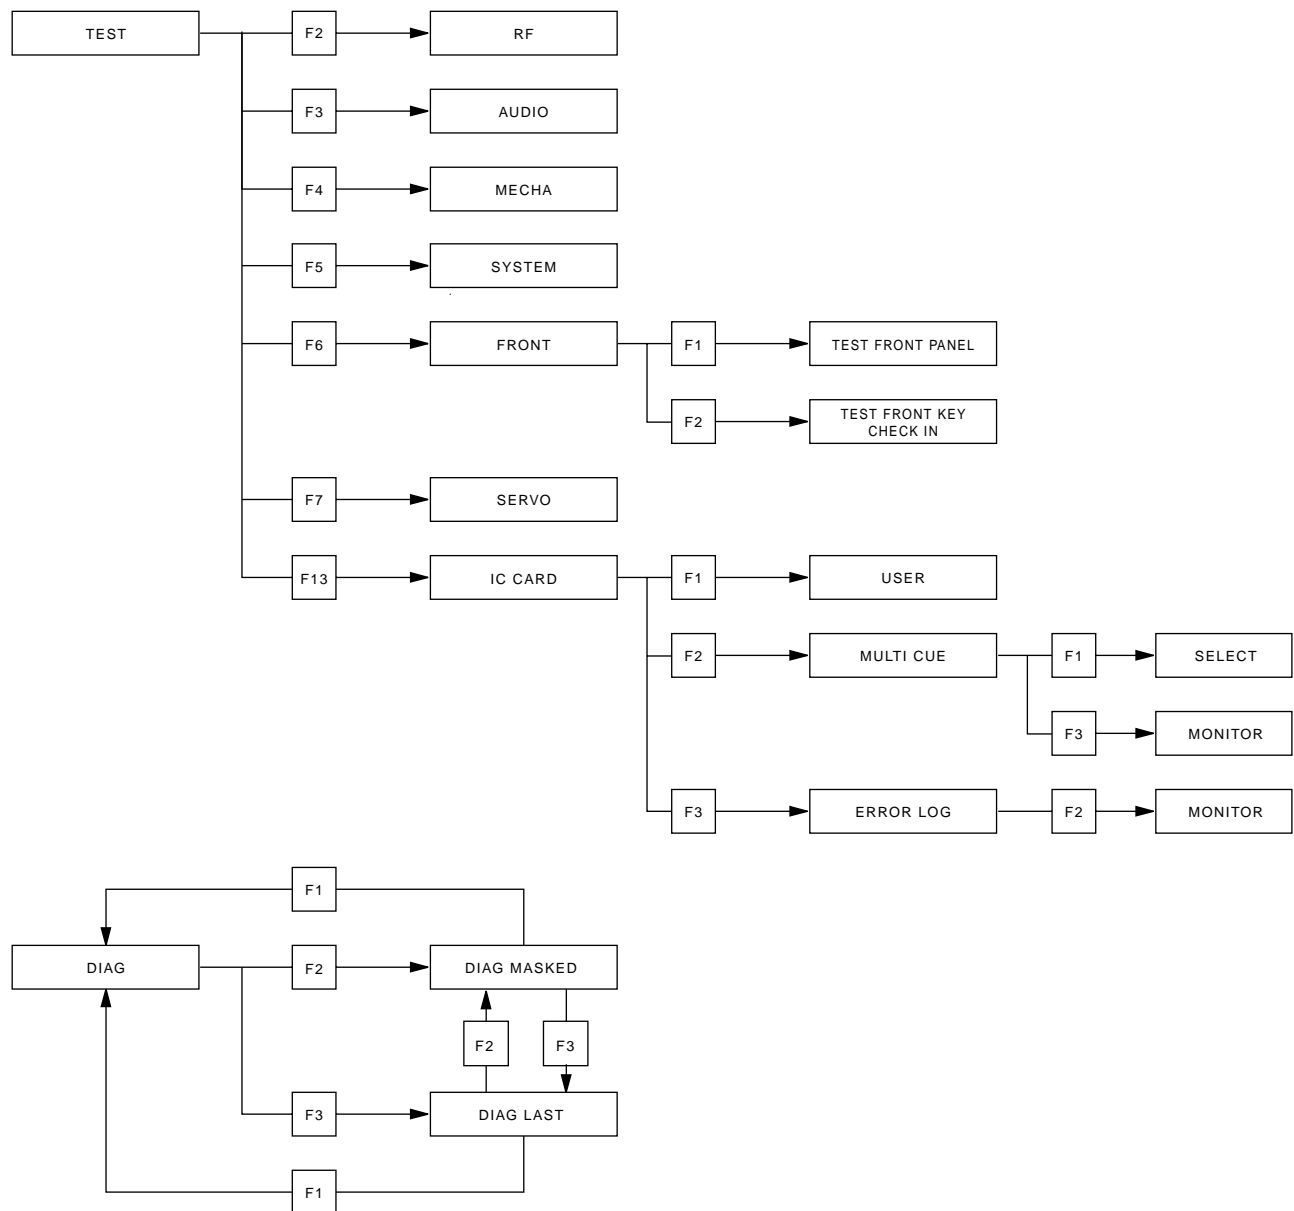 TEST
F2
RF
F3
AUDIO
F4
MECHA
F5
SYSTEM
F6
FRONT
F1
TEST FRONT PANEL
F2
TEST FRONT KEY
CHECK IN
F7
SERVO
F13
IC CARD
F1
USER
F2
MULTI CUE
F1
SELECT
F3
MONITOR
F3
ERROR LOG
F2
MONITOR
F1
DIAG
F2
DIAG MASKED
F2
F3
F3
DIAG LAST
F1